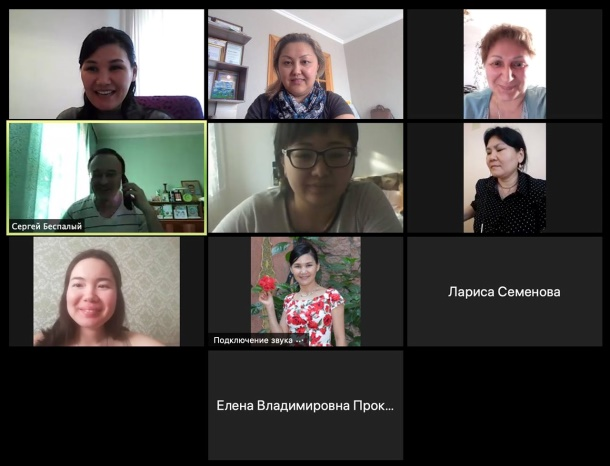 Сергей Беспалый
Подключение звука ···
Лариса Семенова
Елена Владимировна Прок...